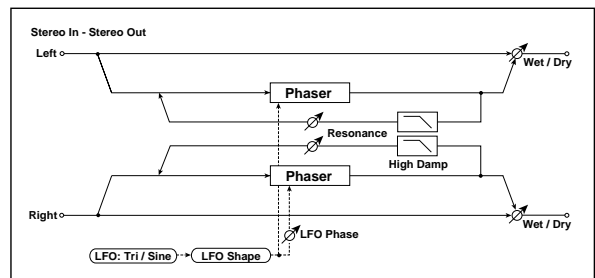 Stereo In - Stereo Out
Left
Wet / Dry
Phaser
Resonance
High Damp
Phaser
Right
Wet / Dry
LFO Phase
LFO: Tri / Sine
LFO Shape